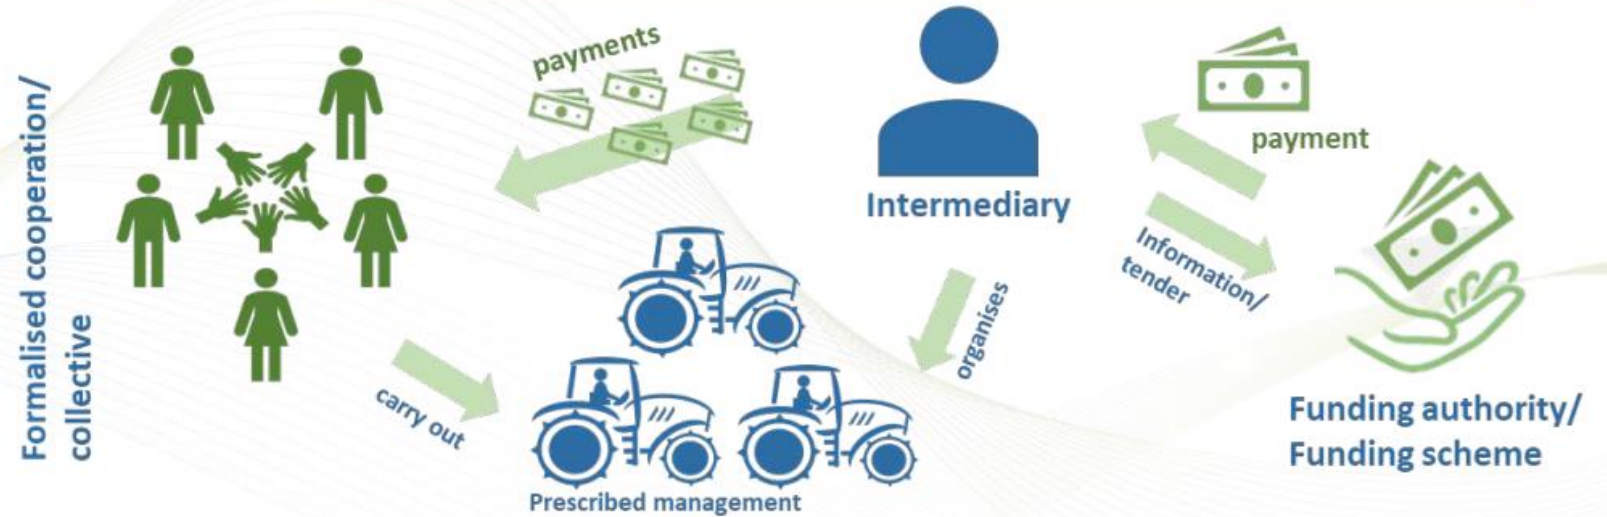 Formalised cooperation/
collective
payments
Intermediary
payment
Information/
tender
organises
carry out
Prescribed management
Funding authority/
Funding scheme